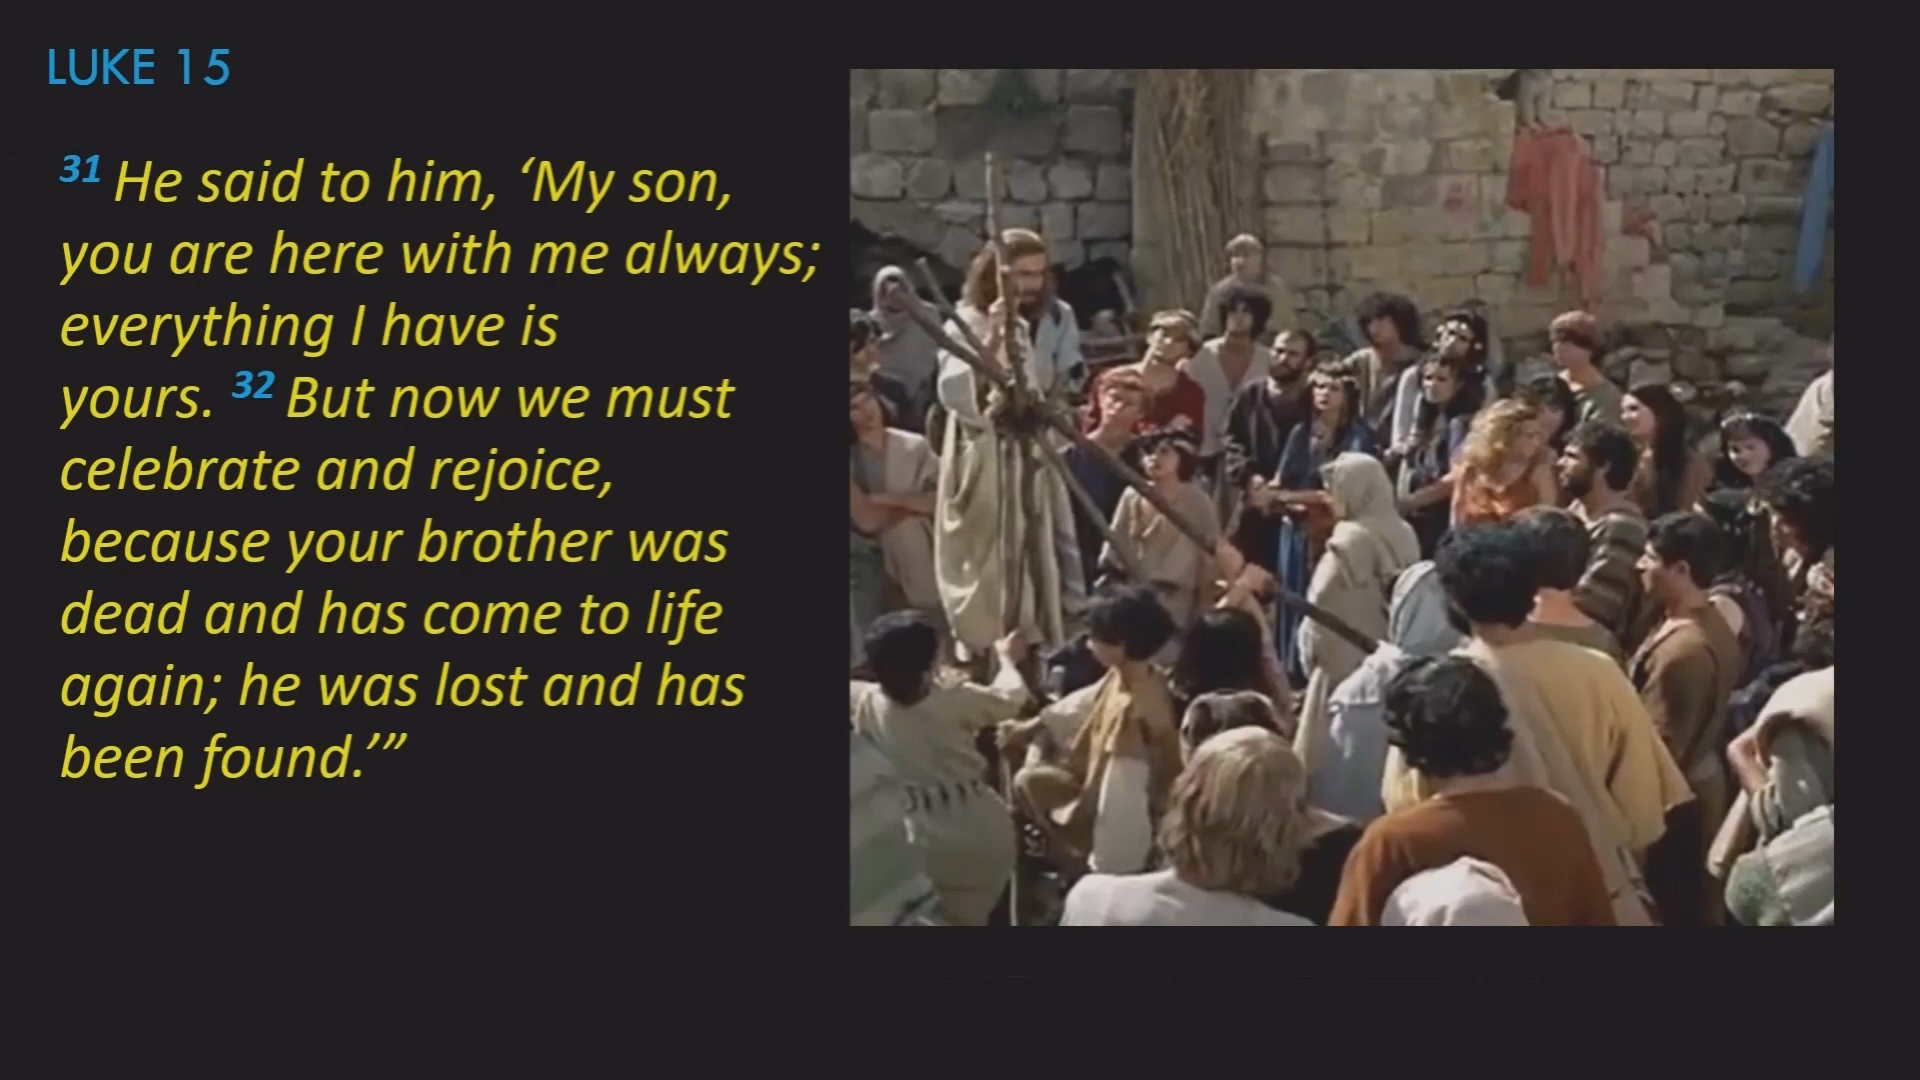 LUKE 15
31 He said to him, ‘My son,
you are here with me always;
everything I have is
yours. 32 But now we must
celebrate and rejoice,
because your brother was
dead and has come to life
again; he was lost and has
been found.’”